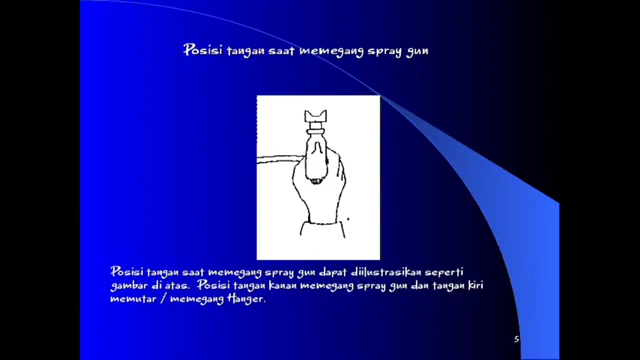 Posisi tangan saat memegang spray gun
Posisi tangan saat memegang spray gun dapat diilustrasikan seperti
gambar di atas. Posisi tangan kanan memegang spray gun dan tangan kiri
memutar / memegang Hanger.
5